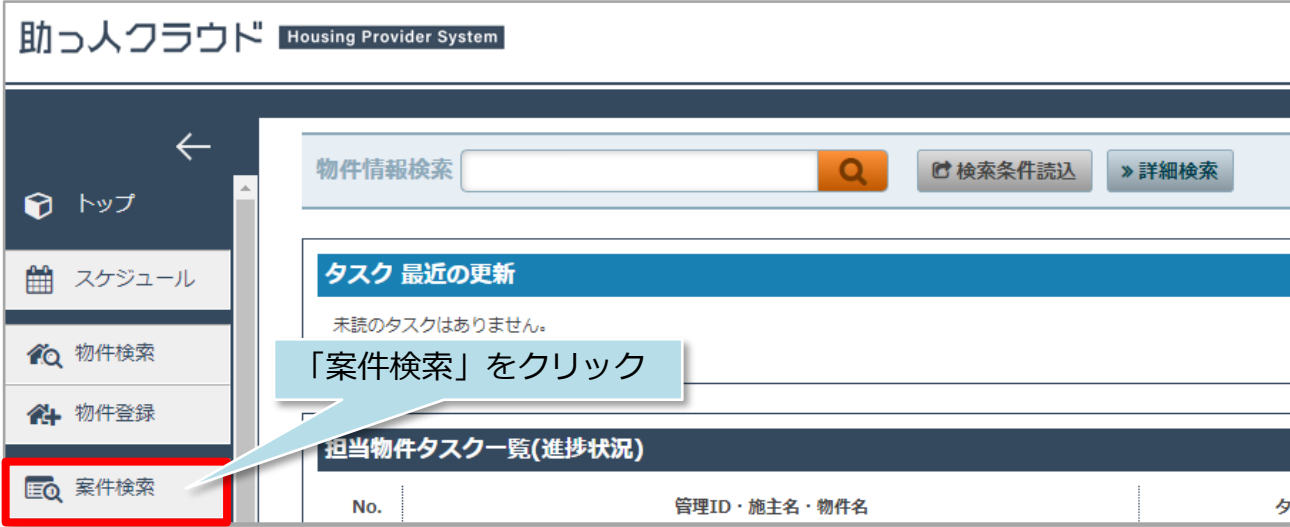 助っ人クラウド Housing Provider System
物件情報検索 検索条件読込 » 詳細検索
トップ
スケジュール
物件検索
物件登録
案件検索
タスク 最近の更新
未読のタスクはありません。
「案件検索」をクリック
担当物件タスク一覧(進捗状況)
No. 管理ID・施主名・物件名 タ